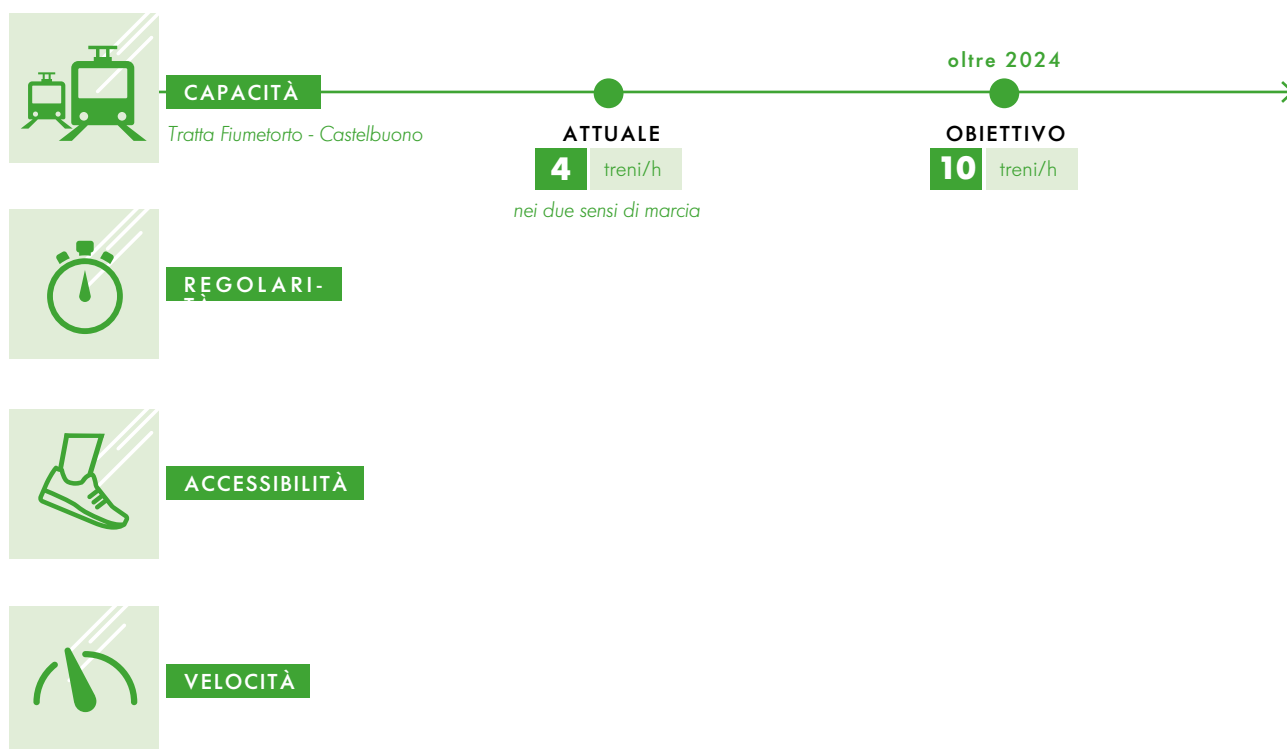 oltre 2024
CAPACITÀ
Tratta Fiumetorto - Castelbuono
ATTUALE
OBIETTIVO
4 treni/h
10 treni/h
nei due sensi di marcia
REGOLARI-
TÀ
ACCESSIBILITÀ
VELOCITÀ